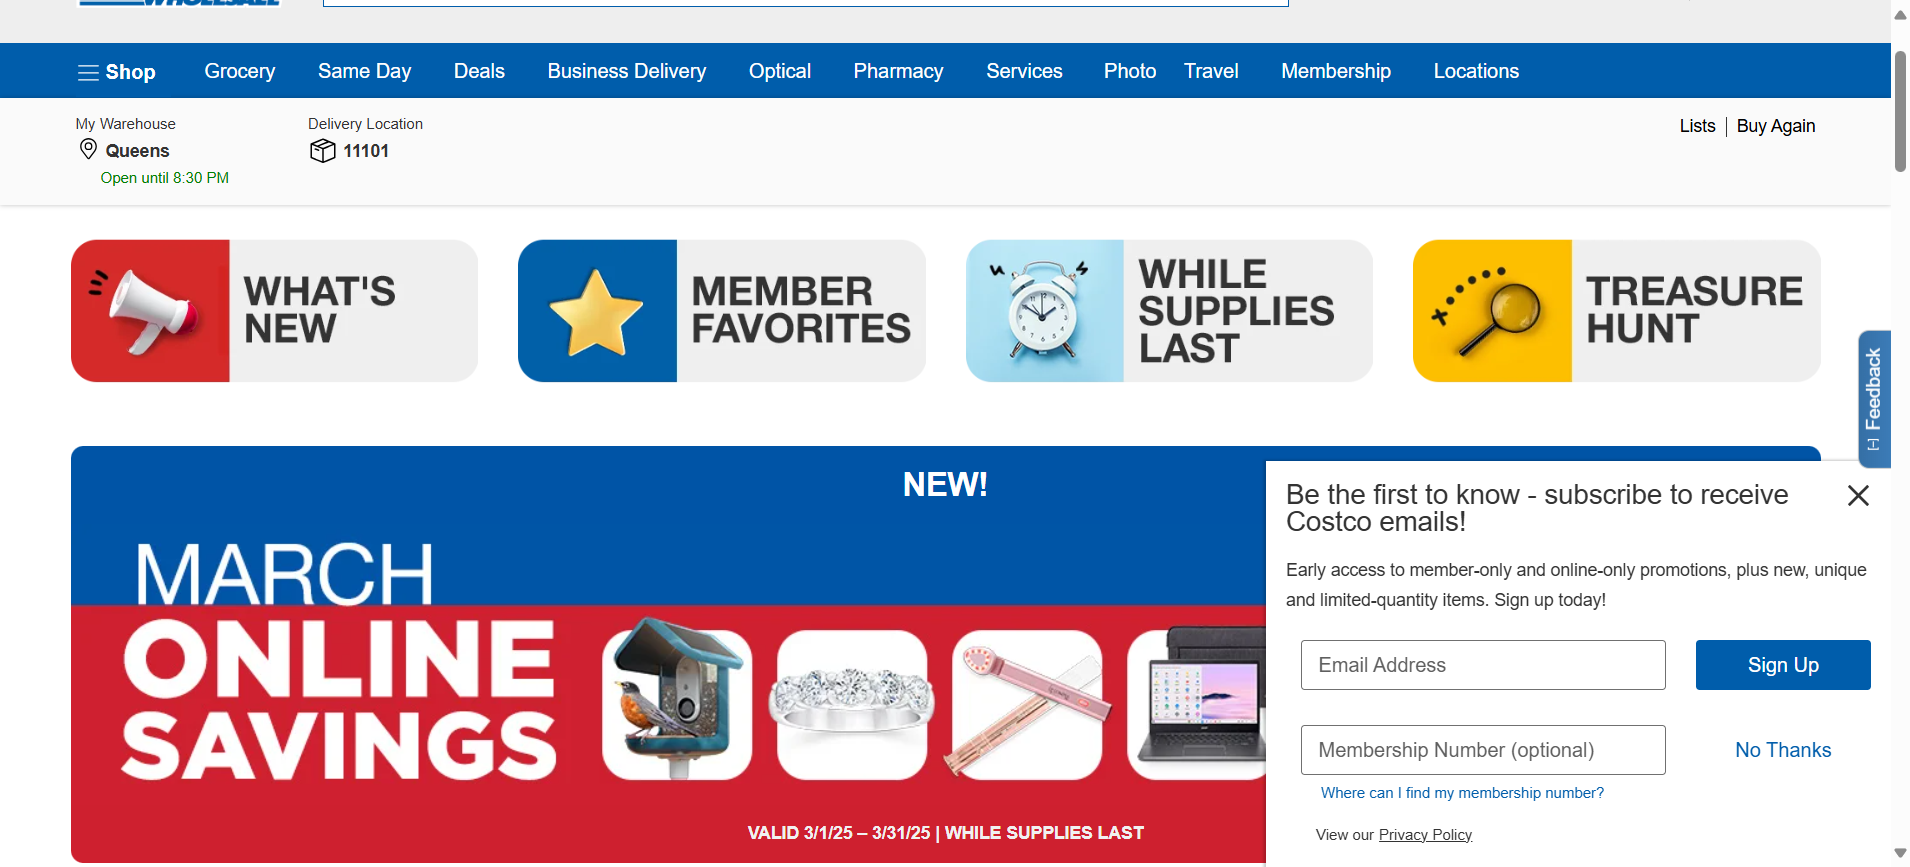 WHOLESALE
Shop Grocery Same Day Deals Business Delivery Optical Pharmacy Services Photo Travel Membership Locations
My Warehouse
Queens
Open until 8:30 PM
Delivery Location
11101
Lists
Buy Again
WHAT'S
NEW
MEMBER
FAVORITES
WHILE
SUPPLIES
LAST
TREASURE
HUNT
[-] Feedback
NEW!
MARCH
ONLINE
SAVINGS
VALID 3/1/25 – 3/31/25 | WHILE SUPPLIES LAST
Be the first to know - subscribe to receive
Costco emails!
Early access to member-only and online-only promotions, plus new, unique
and limited-quantity items. Sign up today!
Email Address
Sign Up
Membership Number (optional)
No Thanks
Where can I find my membership number?
View our Privacy Policy